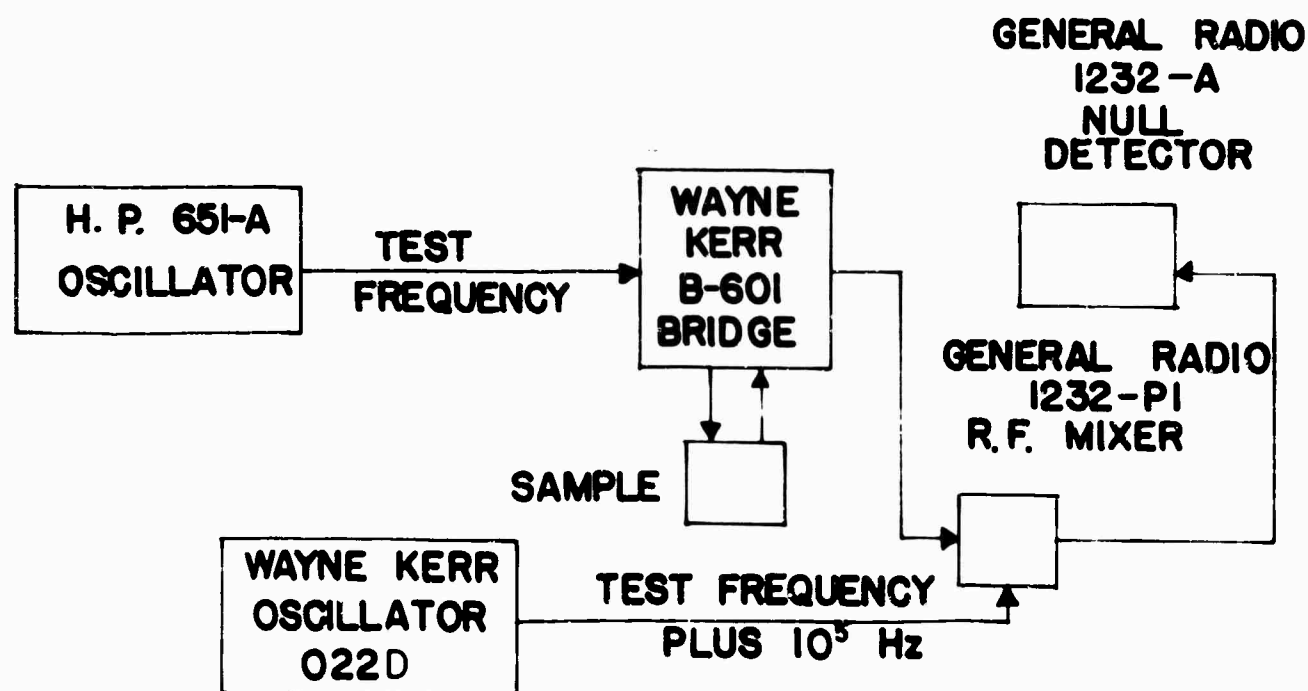 GENERAL RADIO
1232-A
NULL
DETECTOR
H. P. 651-A
OSCILLATOR
TEST
FREQUENCY
WAYNE
KERR
B-601
BRIDGE
GENERAL RADIO
1232-P1
R.F. MIXER
SAMPLE
WAYNE KERR
OSCILLATOR
022D
TEST FREQUENCY
PLUS 10⁵ Hz